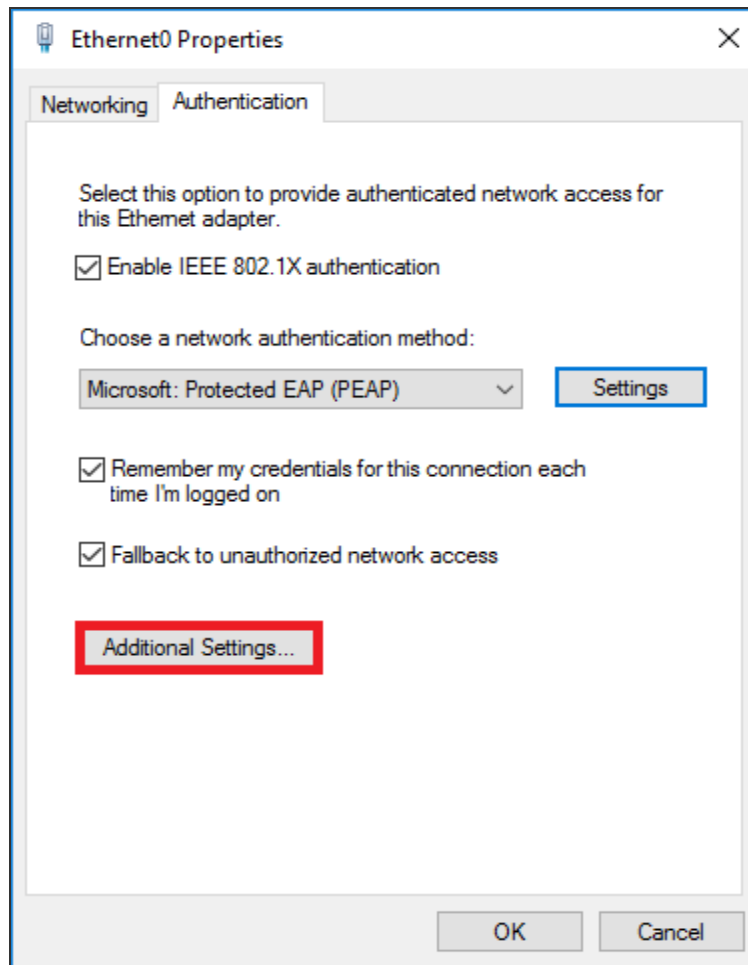 Ethernet0 Properties
Networking
Authentication
Select this option to provide authenticated network access for
this Ethernet adapter.
Enable IEEE 802.1X authentication
Choose a network authentication method:
Microsoft: Protected EAP (PEAP)
Settings
Remember my credentials for this connection each
time I'm logged on
Fallback to unauthorized network access
Additional Settings...
OK
Cancel